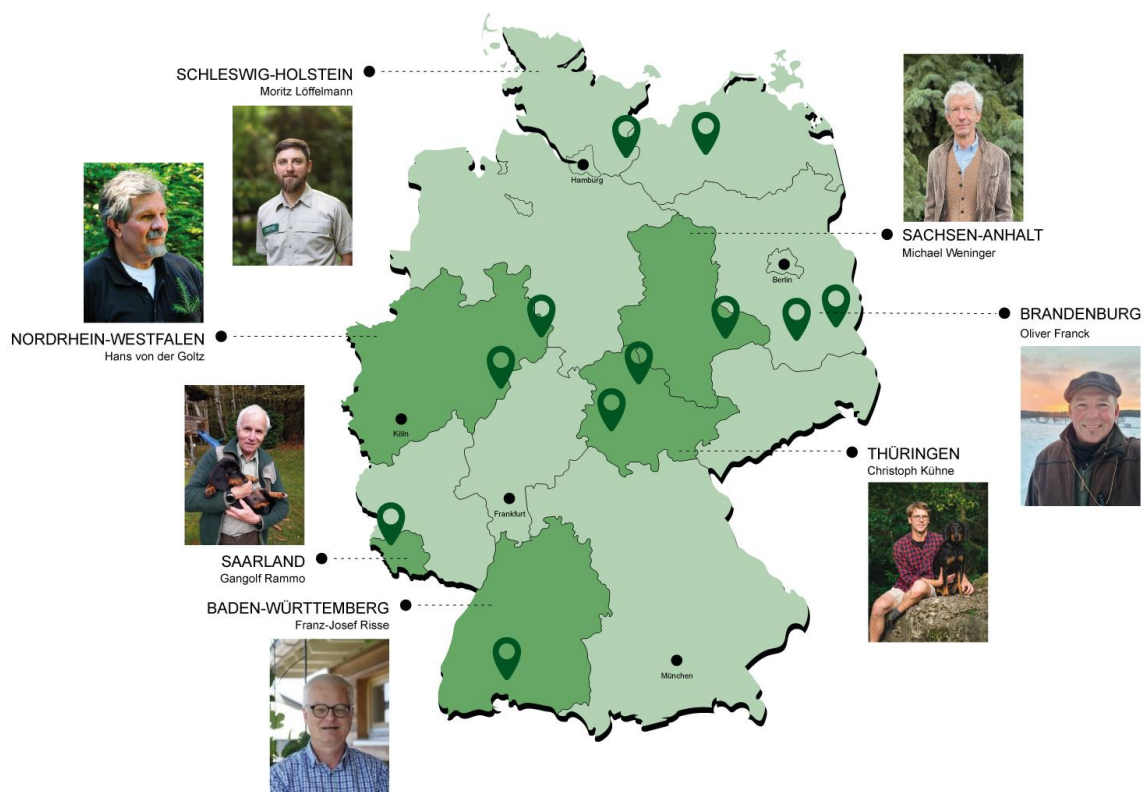 SCHLESWIG-HOLSTEIN
Moritz Löffelmann
Hamburg
SACHSEN-ANHALT
Michael Weninger
Berlin
NORDRHEIN-WESTFALEN
Hans von der Goltz
BRANDENBURG
Oliver Franck
Köln
THÜRINGEN
Christoph Kühne
Frankfurt
SAARLAND
Gangolf Rammo
BADEN-WÜRTTEMBERG
Franz-Josef Risse
München